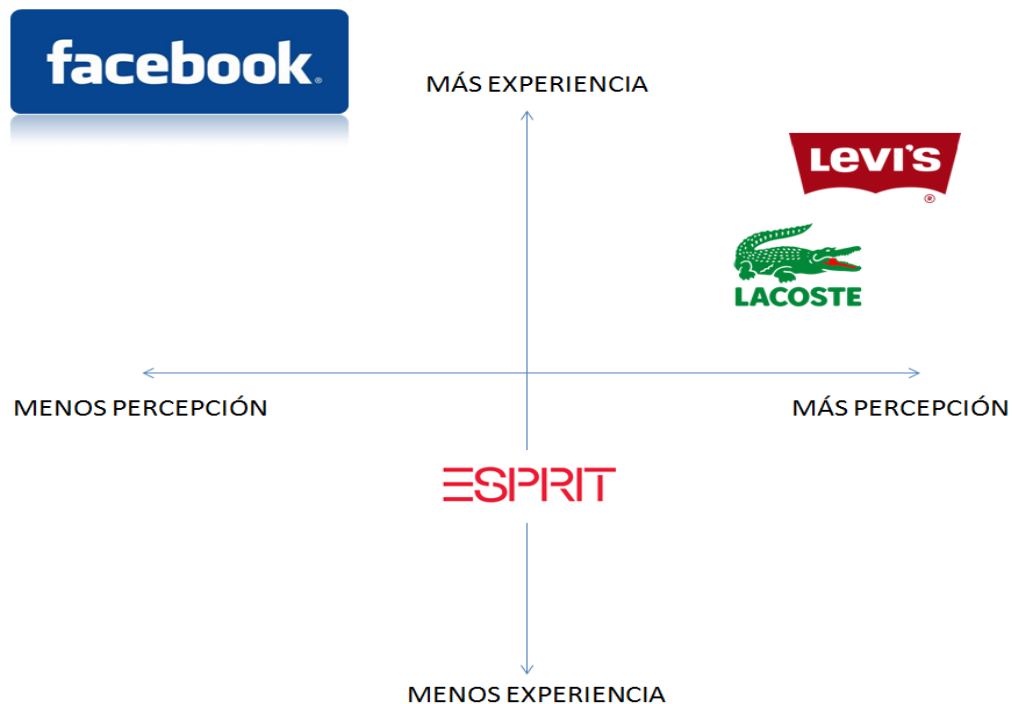 facebook®
MÁS EXPERIENCIA
LEVI'S
®
LACOSTE
MENOS PERCEPCIÓN
MÁS PERCEPCIÓN
ESPRIT
MENOS EXPERIENCIA